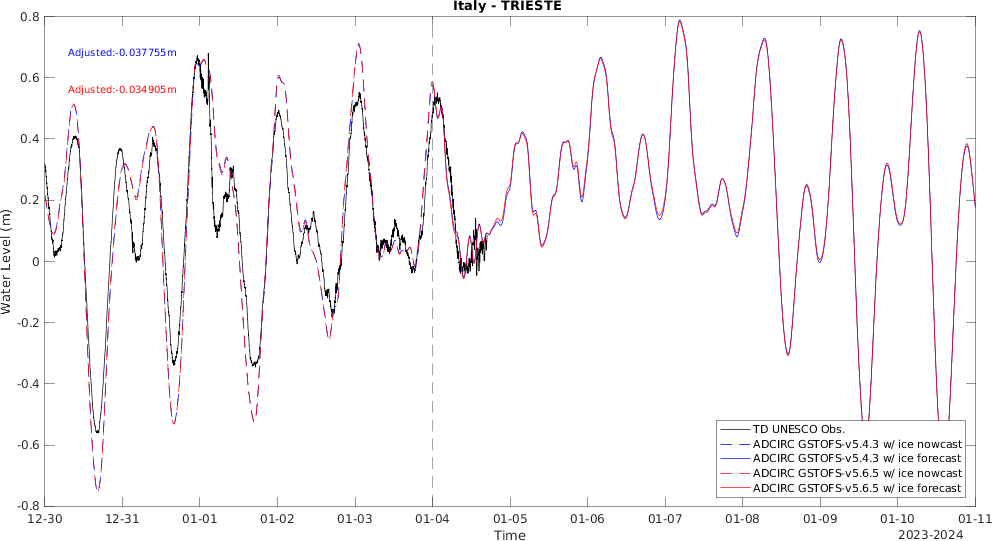 Italy - TRIESTE
Adjusted:-0.037755m
Adjusted:-0.034905m
Water Level (m)
0.8
0.6
0.4
0.2
0
-0.2
-0.4
-0.6
-0.8
TD UNESCO Obs.
ADCIRC GSTOFS-v5.4.3 w/ ice nowcast
ADCIRC GSTOFS-v5.4.3 w/ ice forecast
ADCIRC GSTOFS-v5.6.5 w/ ice nowcast
ADCIRC GSTOFS-v5.6.5 w/ ice forecast
12-30 12-31 01-01 01-02 01-03 01-04 01-05 01-06 01-07 01-08 01-09 01-10 01-11
Time
2023-2024